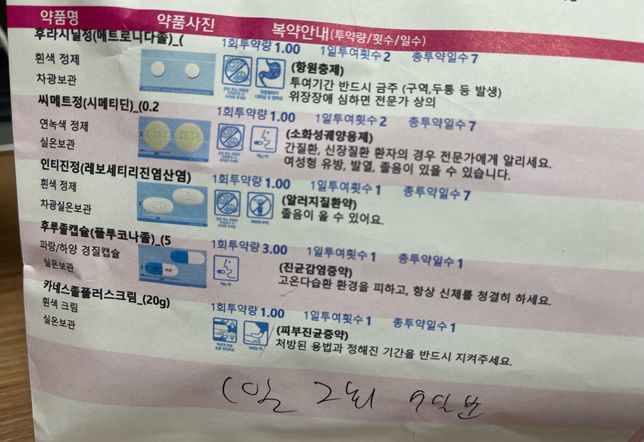 약품명 약품사진 복약안내(투약량/횟수/일수)
후라시딜정(메트로니다졸)_( 1회투약량 1.00 1일투여횟수 2 총투약일수 7
흰색 정제 (항원충제)
차광보관 투여기간 반드시 금주 (구역,두통 등 발생)
위장장애 심하면 전문가 상의
씨메트정(시메티딘)_(0.2 1회투약량 1.00 1일투여횟수 2 총투약일수 7
연녹색 정제 (소화성궤양용제)
실온보관 간질환, 신장질환 환자의 경우 전문가에게 알리세요.
여성형 유방, 발열, 졸음이 있을 수 있습니다.
인티진정(레보세티리진염산염) 1회투약량 1.00 1일투여횟수 1 총투약일수 7
흰색 정제 (알러지질환약)
차광실온보관 졸음이 올 수 있어요.
후루졸캡슐(플루코나졸)_(5 1회투약량 3.00 1일투여횟수 1 총투약일수 1
파랑/하양 경질캡슐 (진균감염증약)
실온보관 고온다습환 환경을 피하고, 항상 신체를 청결히 하세요.
카네스졸플러스크림_(20g) 1회투약량 1.00 1일투여횟수 1 총투약일수 1
흰색 크림 (피부진균증약)
실온보관 처방된 용법과 정해진 기간을 반드시 지켜주세요.
1일 2회